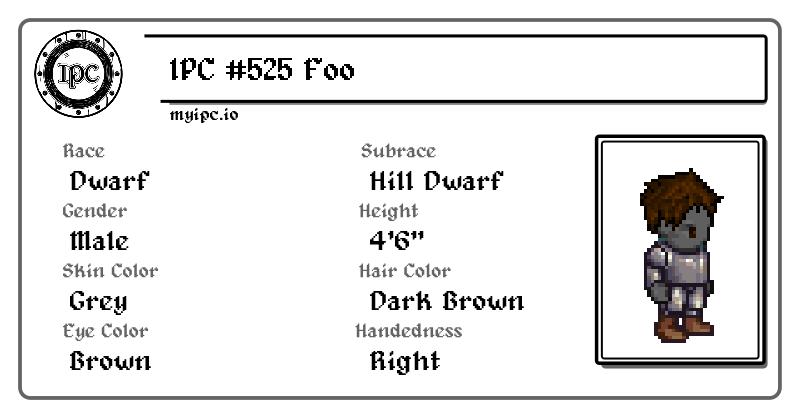 IPC
IPC #525 Foo
myipc.io
Race
Dwarf
Subrace
Hill Dwarf
Gender
Male
Height
4'6"
Skin Color
Grey
Hair Color
Dark Brown
Eye Color
Brown
Handedness
Right